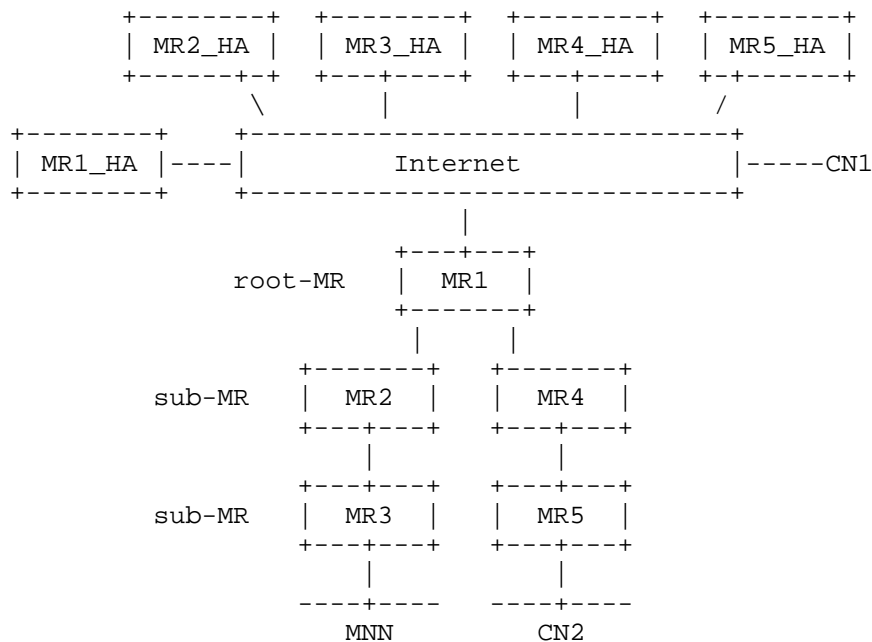 MR2_HA MR3_HA MR4_HA MR5_HA
MR1_HA Internet CN1
root-MR MR1
sub-MR MR2 MR4
sub-MR MR3 MR5
MNN CN2